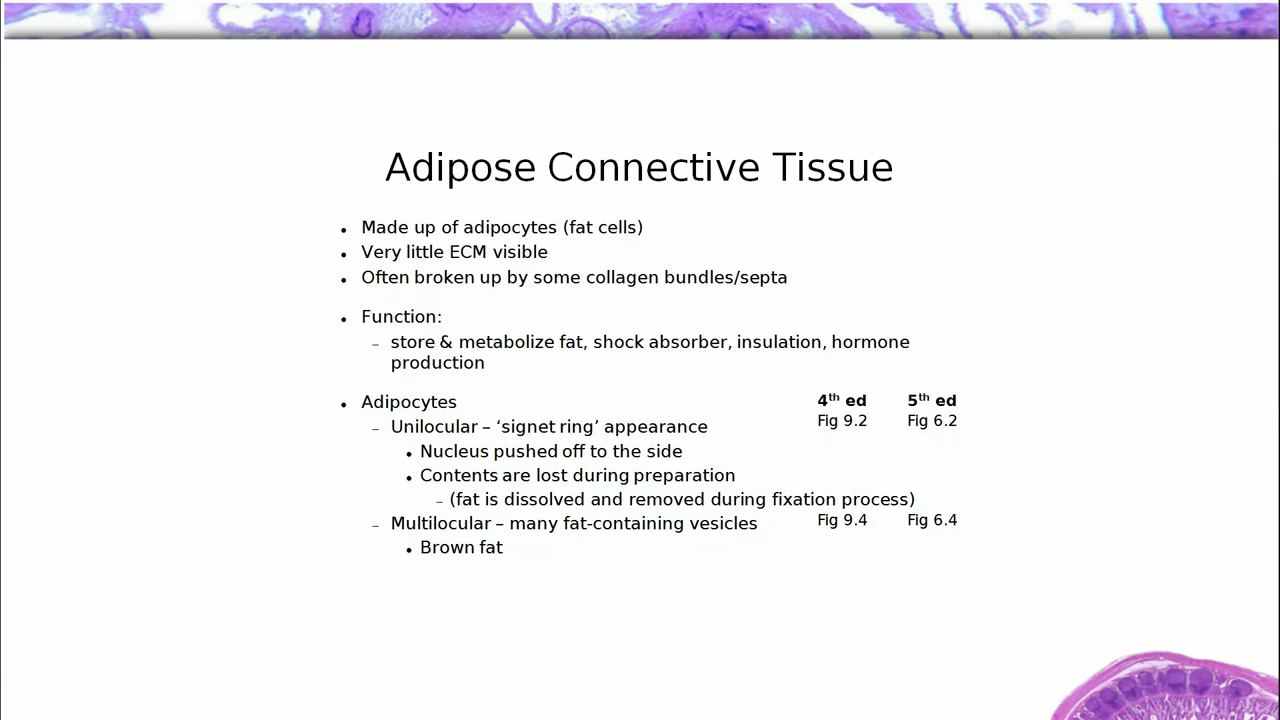 Adipose Connective Tissue
• Made up of adipocytes (fat cells)
• Very little ECM visible
• Often broken up by some collagen bundles/septa
• Function:
– store & metabolize fat, shock absorber, insulation, hormone
production
• Adipocytes 4th ed 5th ed
– Unilocular – ‘signet ring’ appearance Fig 9.2 Fig 6.2
• Nucleus pushed off to the side
• Contents are lost during preparation
– (fat is dissolved and removed during fixation process)
– Multilocular – many fat-containing vesicles Fig 9.4 Fig 6.4
• Brown fat